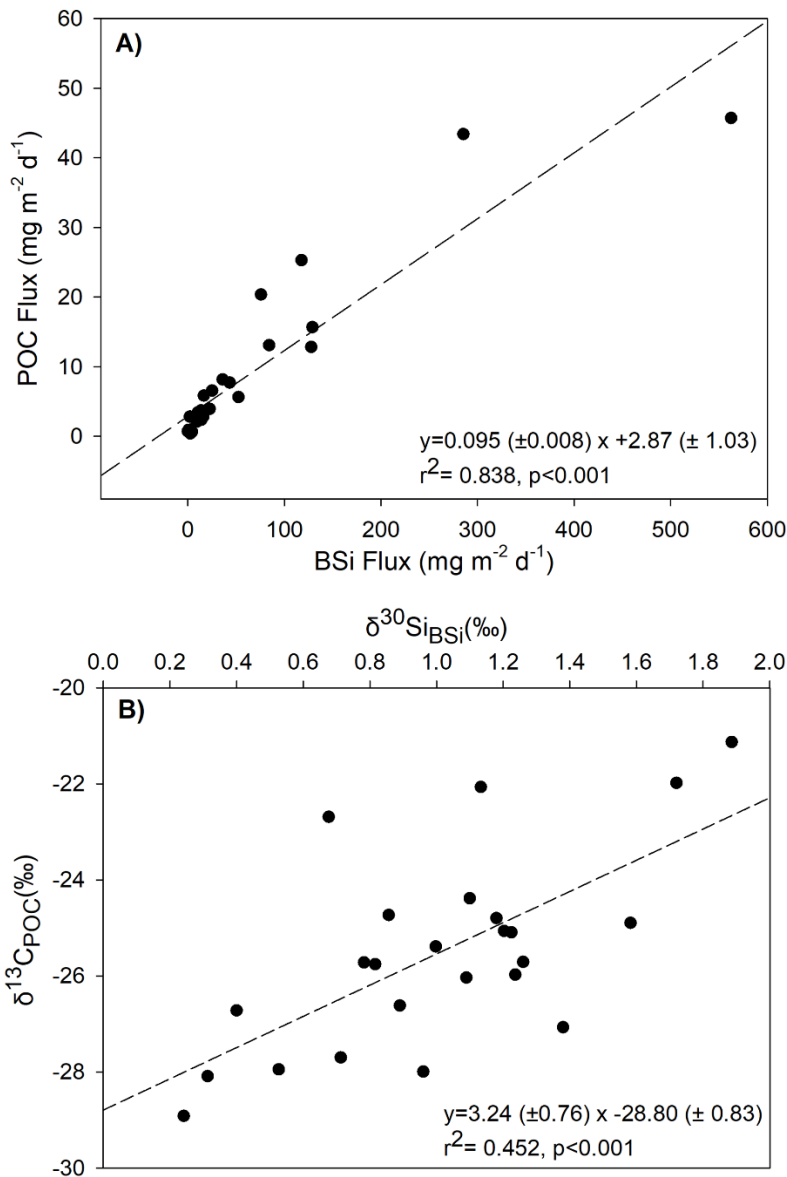 A)
POC Flux (mg m⁻² d⁻¹)
60
50
40
30
20
10
0
y=0.095 (±0.008) x +2.87 (± 1.03)
r²= 0.838, p<0.001
0 100 200 300 400 500 600
BSi Flux (mg m⁻² d⁻¹)
δ³⁰Si_BSi(‰)
0.0 0.2 0.4 0.6 0.8 1.0 1.2 1.4 1.6 1.8 2.0
B)
δ¹³C_POC(‰)
-20
-22
-24
-26
-28
-30
y=3.24 (±0.76) x -28.80 (± 0.83)
r²= 0.452, p<0.001